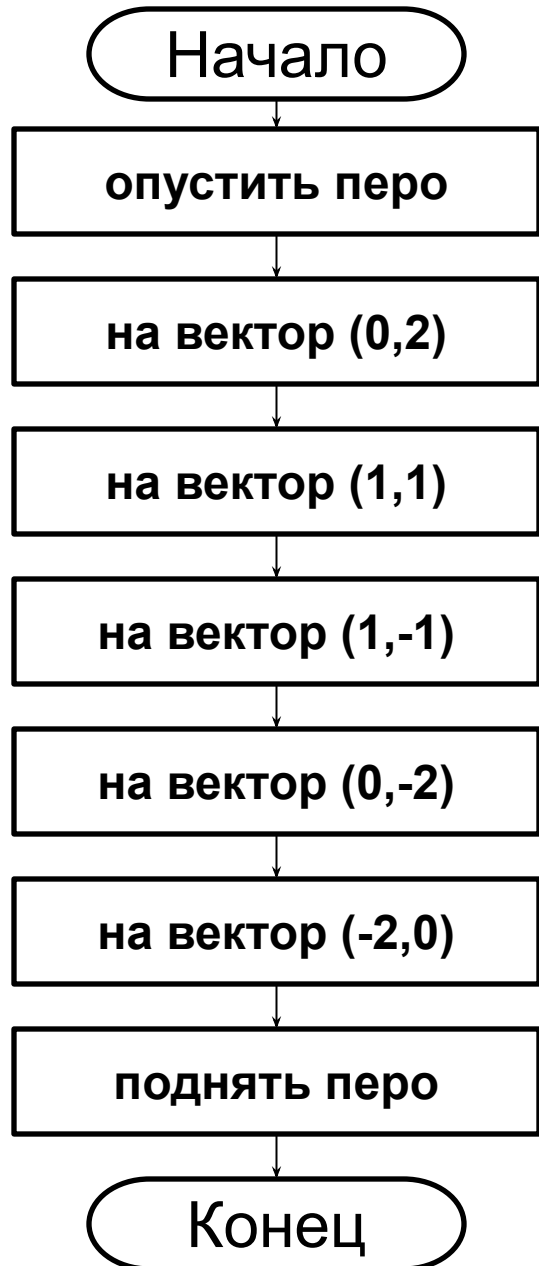 Начало
опустить перо
на вектор (0,2)
на вектор (1,1)
на вектор (1,-1)
на вектор (0,-2)
на вектор (-2,0)
поднять перо
Конец